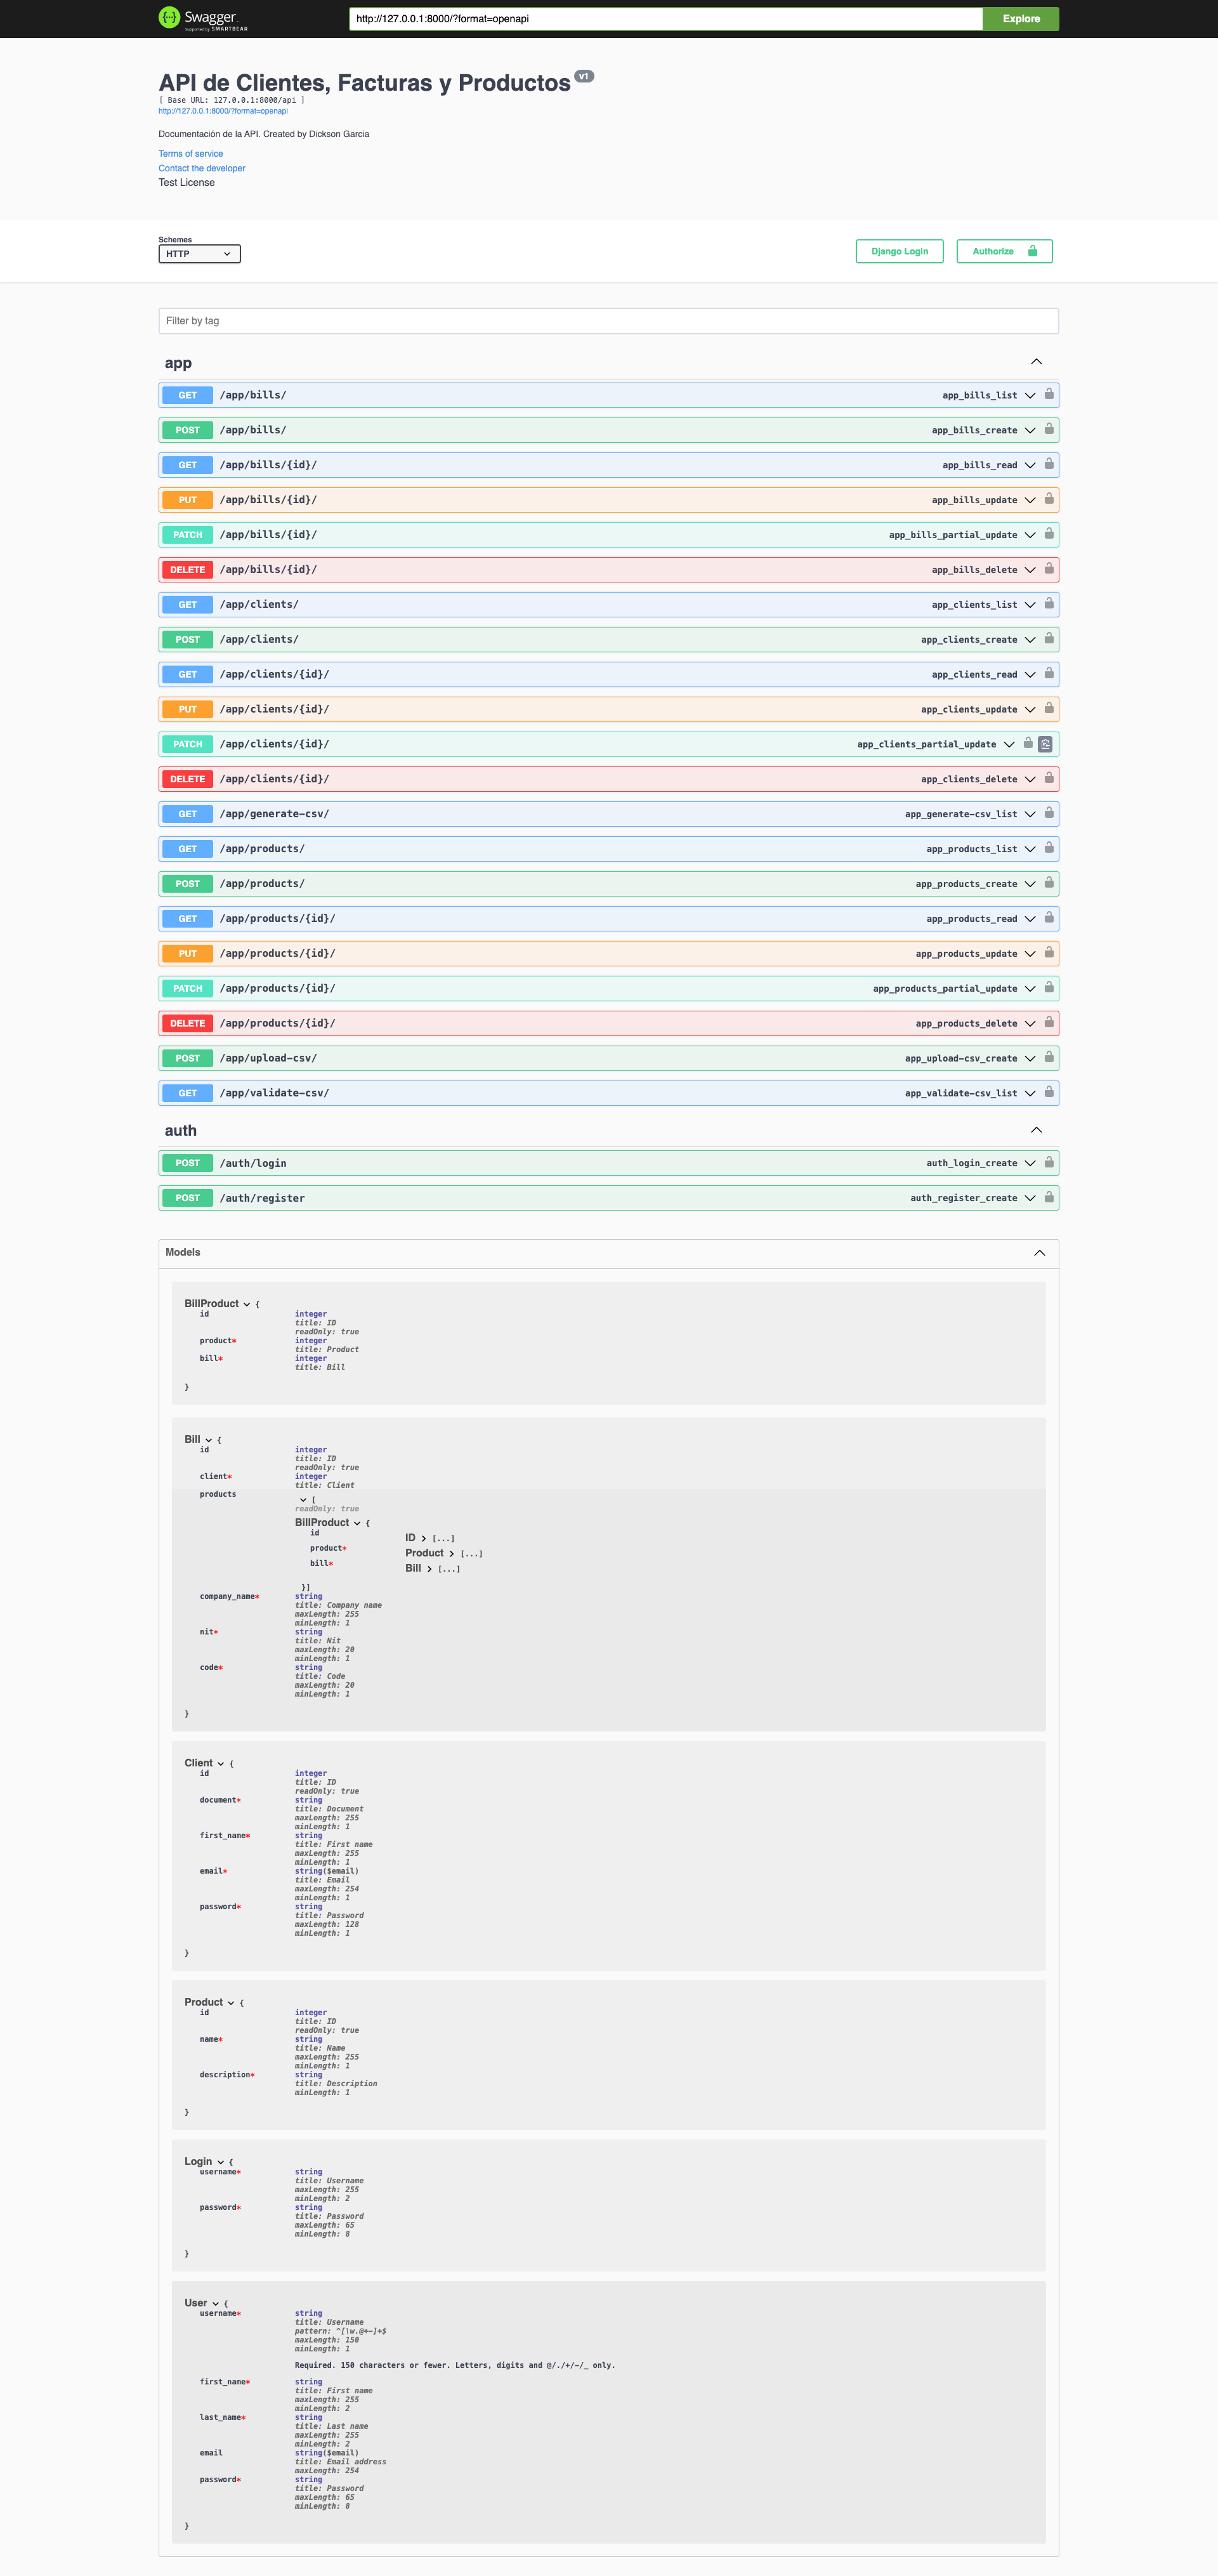 Swagger.
Supported by SMARTBEAR
http://127.0.0.1:8000/?format=openapi
Explore
API de Clientes, Facturas y Productos v1
[ Base URL: 127.0.0.1:8000/api ]
http://127.0.0.1:8000/?format=openapi
Documentación de la API. Created by Dickson Garcia
Terms of service
Contact the developer
Test License
Schemes
HTTP
Django Login
Authorize
Filter by tag
app
GET /app/bills/ app_bills_list
POST /app/bills/ app_bills_create
GET /app/bills/{id}/ app_bills_read
PUT /app/bills/{id}/ app_bills_update
PATCH /app/bills/{id}/ app_bills_partial_update
DELETE /app/bills/{id}/ app_bills_delete
GET /app/clients/ app_clients_list
POST /app/clients/ app_clients_create
GET /app/clients/{id}/ app_clients_read
PUT /app/clients/{id}/ app_clients_update
PATCH /app/clients/{id}/ app_clients_partial_update
DELETE /app/clients/{id}/ app_clients_delete
GET /app/generate-csv/ app_generate-csv_list
GET /app/products/ app_products_list
POST /app/products/ app_products_create
GET /app/products/{id}/ app_products_read
PUT /app/products/{id}/ app_products_update
PATCH /app/products/{id}/ app_products_partial_update
DELETE /app/products/{id}/ app_products_delete
POST /app/upload-csv/ app_upload-csv_create
GET /app/validate-csv/ app_validate-csv_list
auth
POST /auth/login auth_login_create
POST /auth/register auth_register_create
Models
BillProduct {
id integer
title: ID
readOnly: true
product* integer
title: Product
bill* integer
title: Bill
}
Bill {
id integer
title: ID
readOnly: true
client* integer
title: Client
products
[
readOnly: true
BillProduct {
id ID [...]
product* Product [...]
bill* Bill [...]
}]
company_name* string
title: Company name
maxLength: 255
minLength: 1
nit* string
title: Nit
maxLength: 20
minLength: 1
code* string
title: Code
maxLength: 20
minLength: 1
}
Client {
id integer
title: ID
readOnly: true
document* string
title: Document
maxLength: 255
minLength: 1
first_name* string
title: First name
maxLength: 255
minLength: 1
email* string($email)
title: Email
maxLength: 254
minLength: 1
password* string
title: Password
maxLength: 128
minLength: 1
}
Product {
id integer
title: ID
readOnly: true
name* string
title: Name
maxLength: 255
minLength: 1
description* string
title: Description
minLength: 1
}
Login {
username* string
title: Username
maxLength: 255
minLength: 2
password* string
title: Password
maxLength: 65
minLength: 8
}
User {
username* string
title: Username
pattern: ^[\w.@+-]+$
maxLength: 150
minLength: 1
Required. 150 characters or fewer. Letters, digits and @/./+/-/_ only.
first_name* string
title: First name
maxLength: 255
minLength: 2
last_name* string
title: Last name
maxLength: 255
minLength: 2
email string($email)
title: Email address
maxLength: 254
password* string
title: Password
maxLength: 65
minLength: 8
}